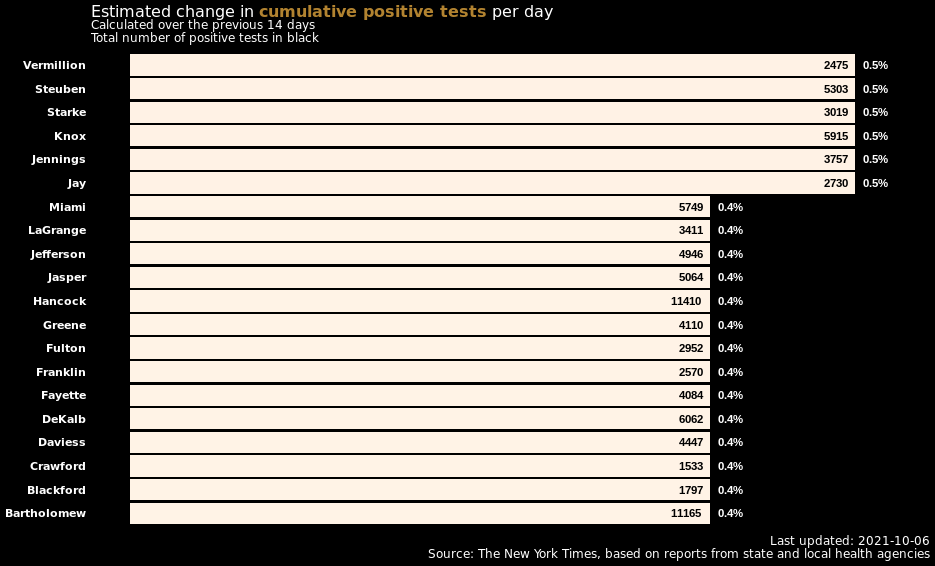 Estimated change in cumulative positive tests per day
Calculated over the previous 14 days
Total number of positive tests in black
Vermillion 2475 0.5%
Steuben 5303 0.5%
Starke 3019 0.5%
Knox 5915 0.5%
Jennings 3757 0.5%
Jay 2730 0.5%
Miami 5749 0.4%
LaGrange 3411 0.4%
Jefferson 4946 0.4%
Jasper 5064 0.4%
Hancock 11410 0.4%
Greene 4110 0.4%
Fulton 2952 0.4%
Franklin 2570 0.4%
Fayette 4084 0.4%
DeKalb 6062 0.4%
Daviess 4447 0.4%
Crawford 1533 0.4%
Blackford 1797 0.4%
Bartholomew 11165 0.4%
Last updated: 2021-10-06
Source: The New York Times, based on reports from state and local health agencies